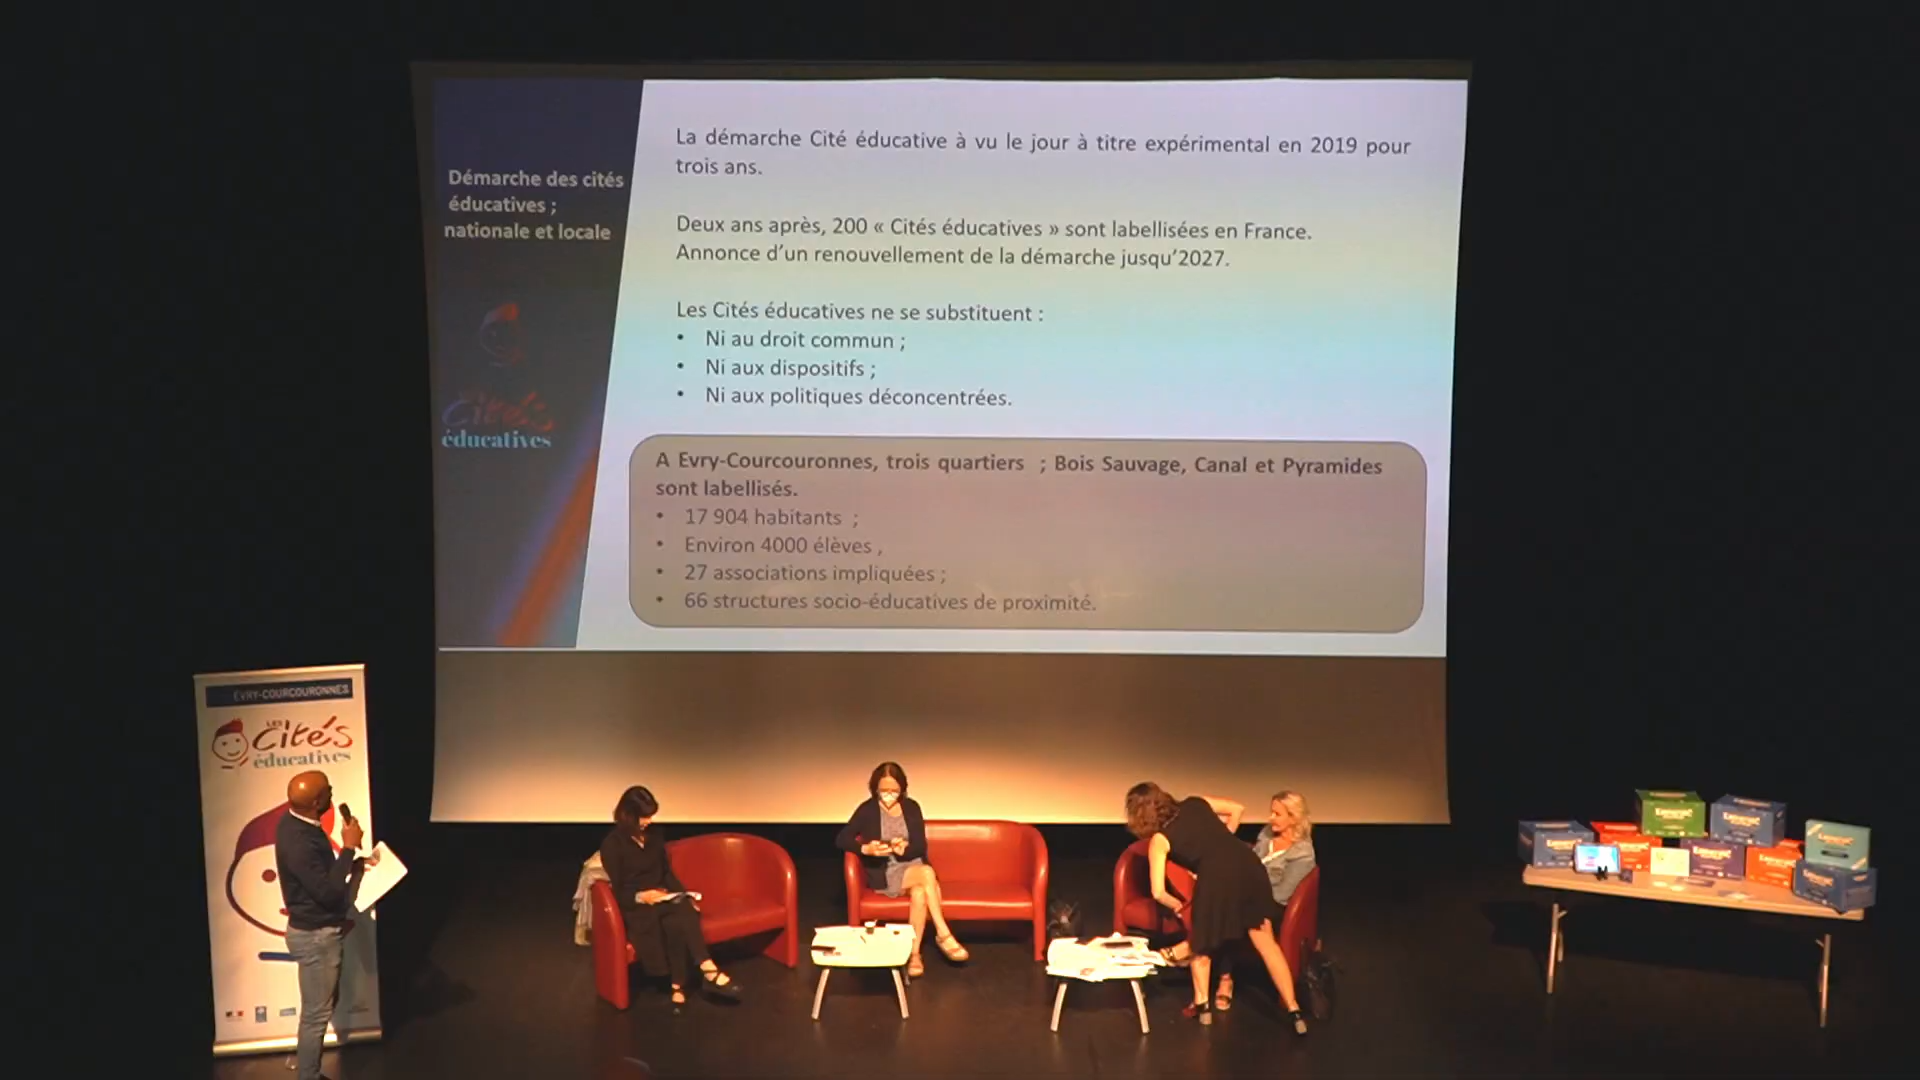 Démarche des cités
éducatives ;
nationale et locale
Cités
éducatives
La démarche Cité éducative à vu le jour à titre expérimental en 2019 pour
trois ans.
Deux ans après, 200 « Cités éducatives » sont labellisées en France.
Annonce d'un renouvellement de la démarche jusqu'2027.
Les Cités éducatives ne se substituent :
• Ni au droit commun ;
• Ni aux dispositifs ;
• Ni aux politiques déconcentrées.
A Evry-Courcouronnes, trois quartiers ; Bois Sauvage, Canal et Pyramides
sont labellisés.
• 17 904 habitants ;
• Environ 4000 élèves ,
• 27 associations impliquées ;
• 66 structures socio-éducatives de proximité.
EVRY-COURCOURONNES
LES
Cités
éducatives